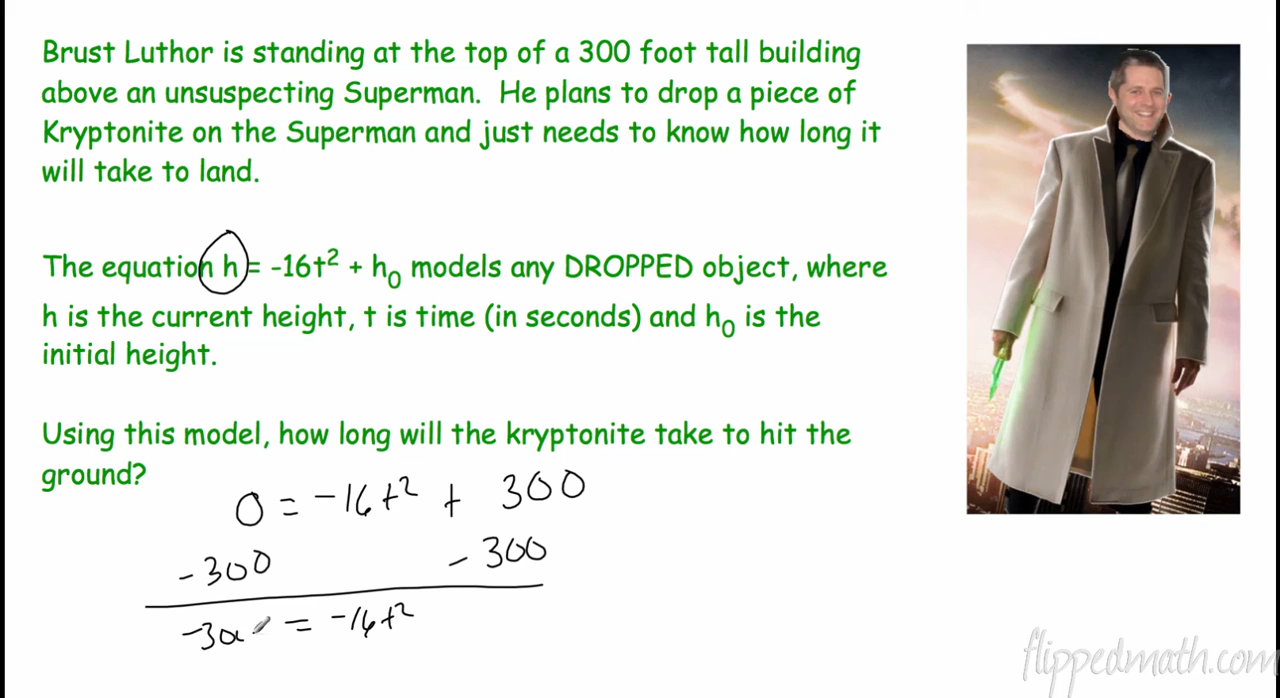 Brust Luthor is standing at the top of a 300 foot tall building
above an unsuspecting Superman. He plans to drop a piece of
Kryptonite on the Superman and just needs to know how long it
will take to land.
The equation h = -16t² + h₀ models any DROPPED object, where
h is the current height, t is time (in seconds) and h₀ is the
initial height.
Using this model, how long will the kryptonite take to hit the
ground?
0 = -16t² + 300
-300 -300
= -16t²
flippedmath.com